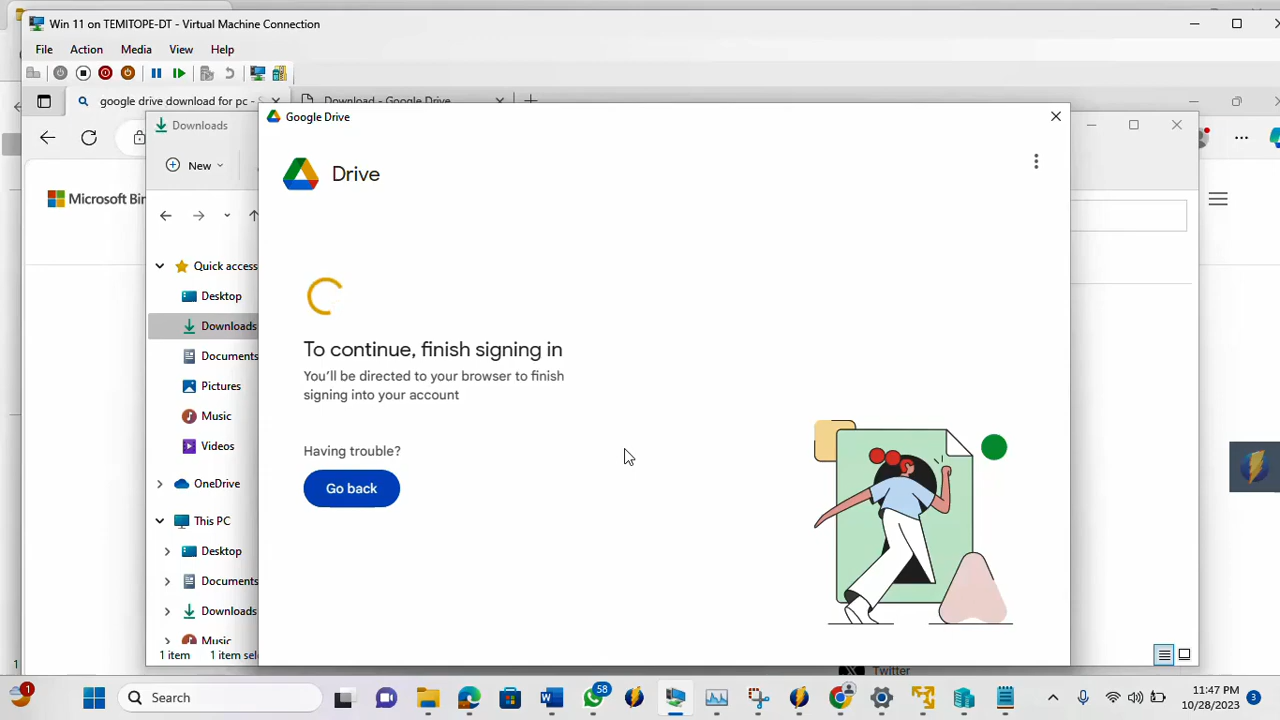 Win 11 on TEMITOPE-DT - Virtual Machine Connection
File Action Media View Help
google drive download for pc -
Download - Google Drive
Downloads
Google Drive
New
Drive
Microsoft Bin
Quick access
Desktop
Downloads
Documents
Pictures
Music
Videos
OneDrive
This PC
Desktop
Documents
Downloads
Music
To continue, finish signing in
You'll be directed to your browser to finish
signing into your account
Having trouble?
Go back
1 item 1 item sel
Twitter
1
1
Search
58
11:47 PM
10/28/2023
3